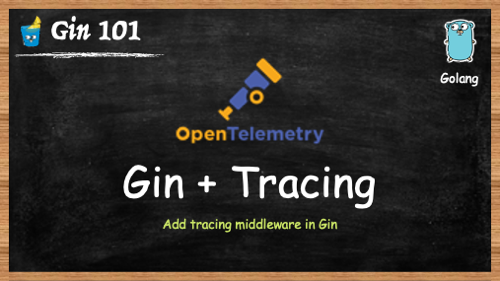 Gin 101
Golang
OpenTelemetry
Gin + Tracing
Add tracing middleware in Gin